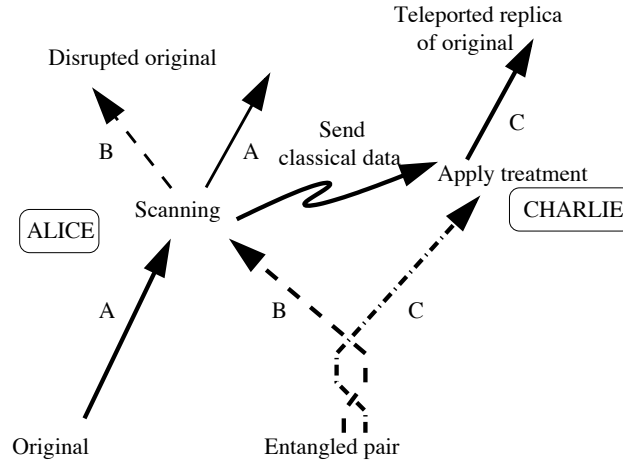 Teleported replica
of original
Disrupted original
Send
classical data
B
A
C
Apply treatment
Scanning
ALICE
CHARLIE
A
B
C
Original
Entangled pair